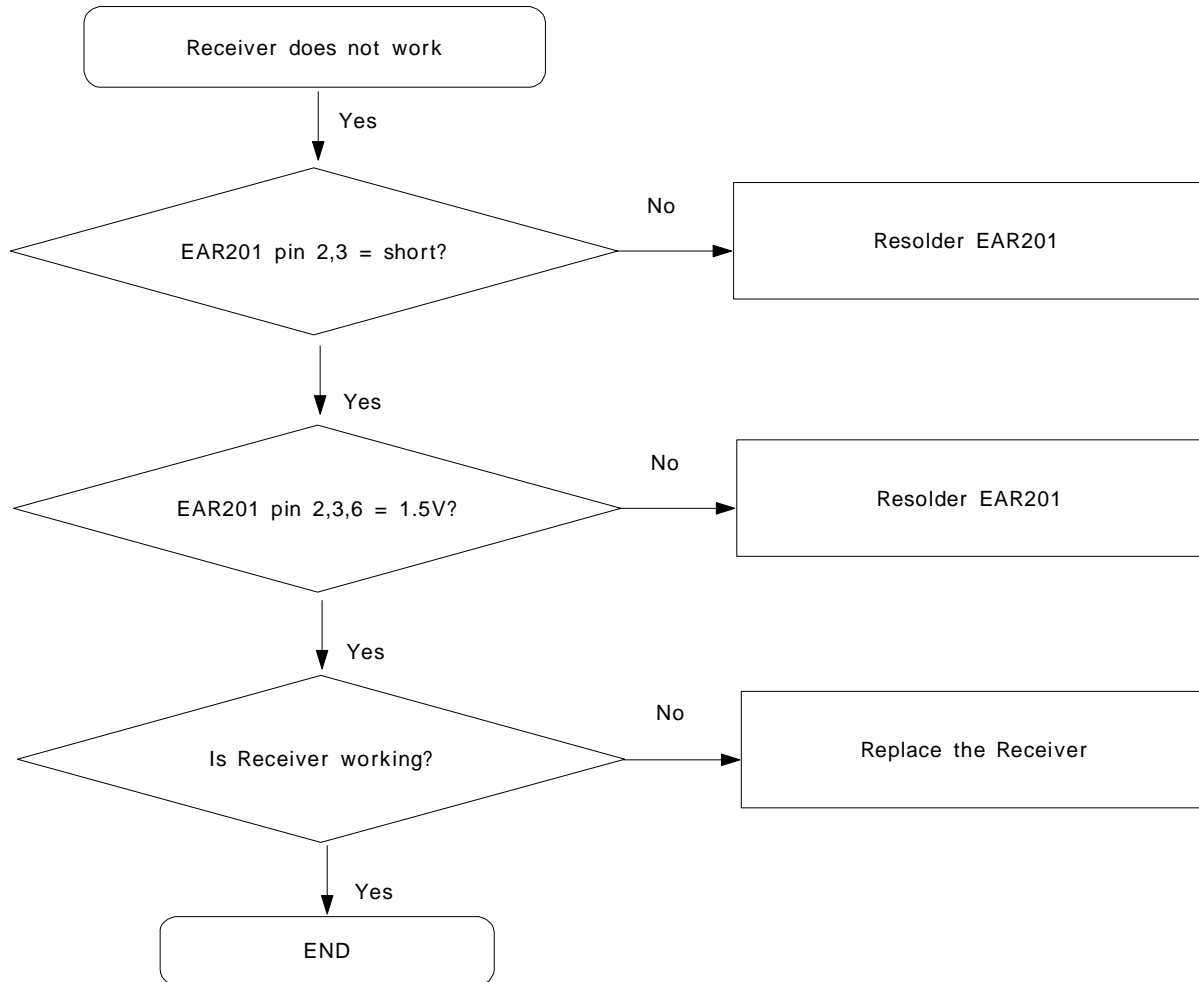 Receiver does not work
Yes
EAR201 pin 2,3 = short?
No
Resolder EAR201
Yes
EAR201 pin 2,3,6 = 1.5V?
No
Resolder EAR201
Yes
Is Receiver working?
No
Replace the Receiver
Yes
END